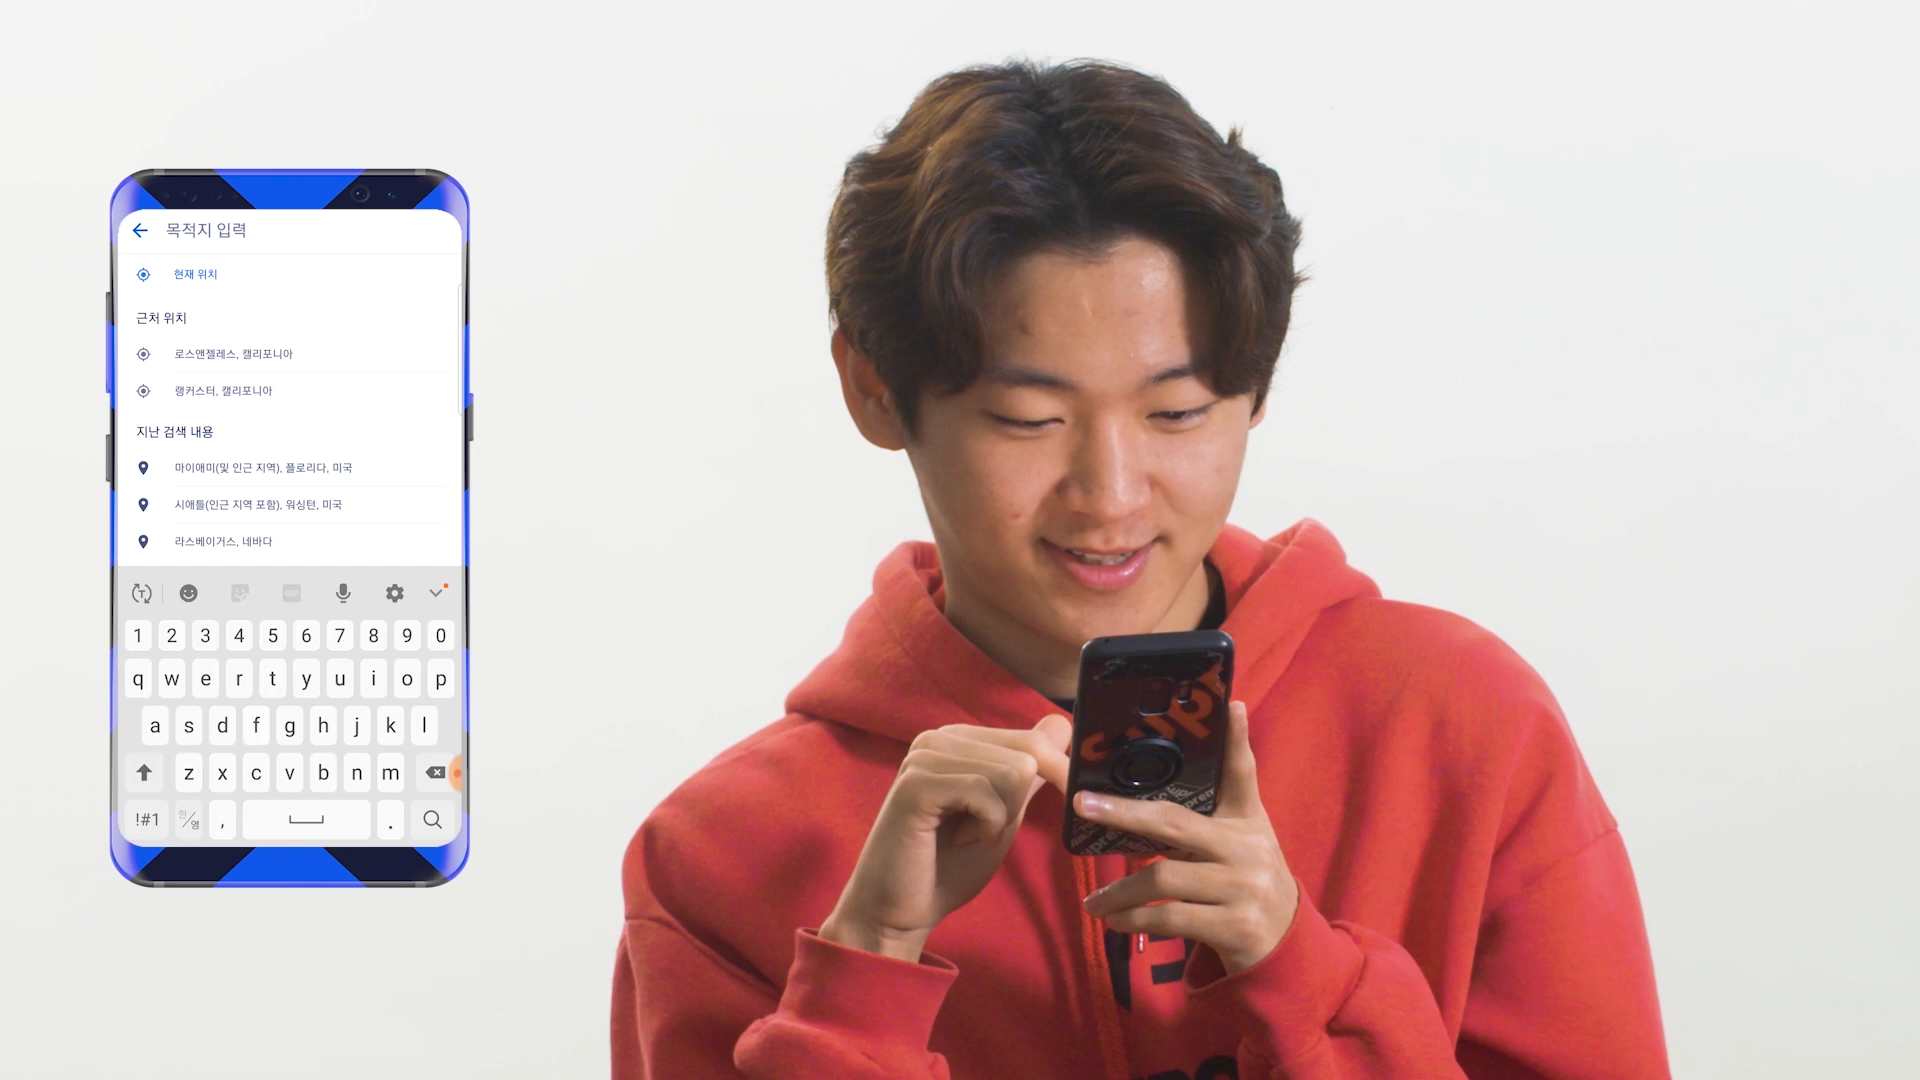 목적지 입력
현재 위치
근처 위치
로스앤젤레스, 캘리포니아
랭커스터, 캘리포니아
지난 검색 내용
마이애미(및 인근 지역), 플로리다, 미국
시애틀(인근 지역 포함), 워싱턴, 미국
라스베이거스, 네바다
GIF
1 2 3 4 5 6 7 8 9 0
q w e r t y u i o p
a s d f g h j k l
z x c v b n m
!#1 한/영 , .
Supr